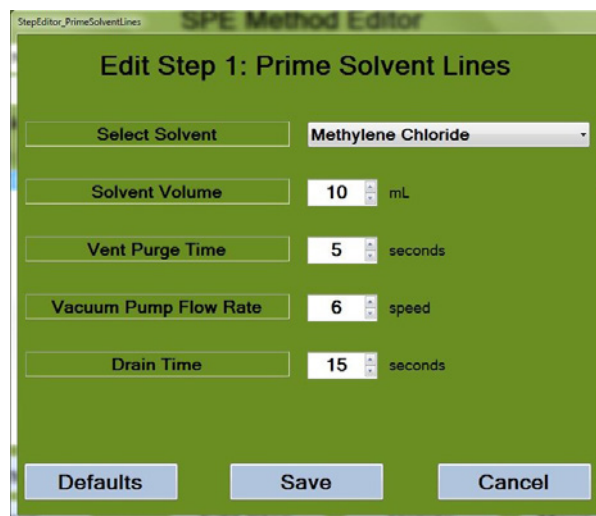 StepEditor_PrimeSolventLines
SPE Method Editor
Edit Step 1: Prime Solvent Lines
Select Solvent Methylene Chloride
Solvent Volume 10 mL
Vent Purge Time 5 seconds
Vacuum Pump Flow Rate 6 speed
Drain Time 15 seconds
Defaults Save Cancel